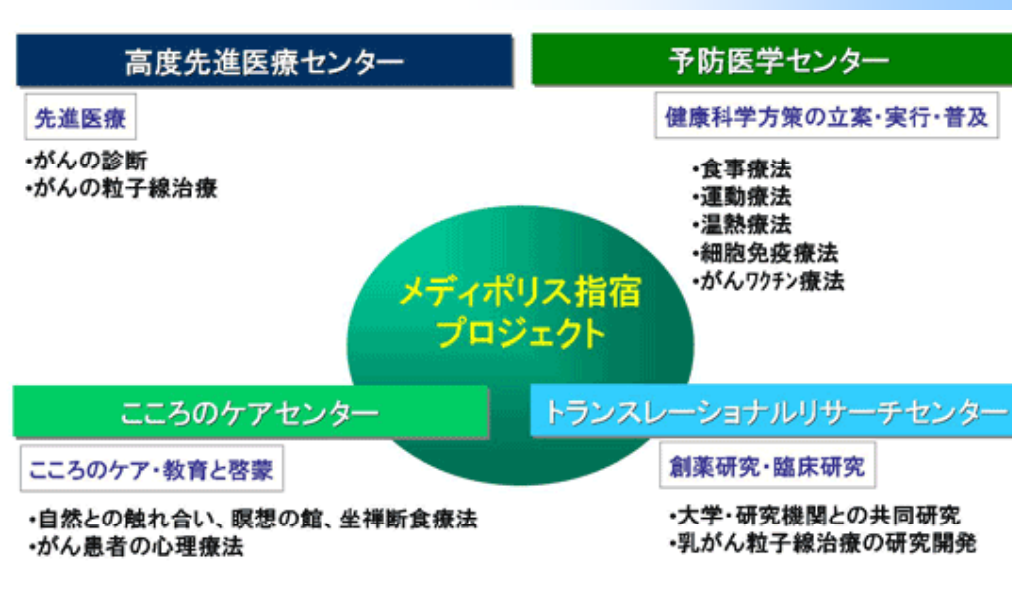 高度先進医療センター
先進医療
・がんの診断
・がんの粒子線治療
予防医学センター
健康科学方策の立案・実行・普及
・食事療法
・運動療法
・温熱療法
・細胞免疫療法
・がんワクチン療法
メディポリス指宿
プロジェクト
こころのケアセンター
こころのケア・教育と啓蒙
・自然との触れ合い、瞑想の館、坐禅断食療法
・がん患者の心理療法
トランスレーショナルリサーチセンター
創薬研究・臨床研究
・大学・研究機関との共同研究
・乳がん粒子線治療の研究開発